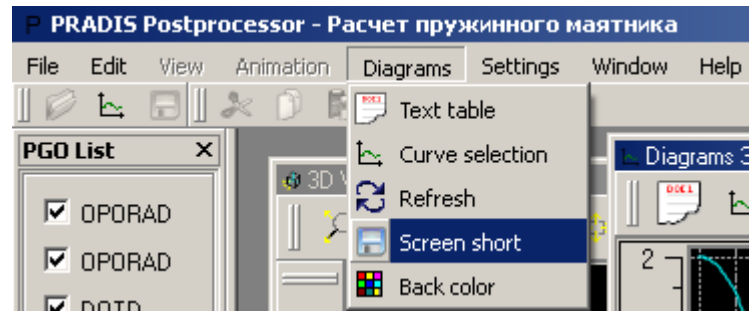 P PRADIS Postprocessor - Расчет пружинного маятника
File Edit View Animation Diagrams Settings Window Help
Text table
PGO List
Curve selection
Diagrams 3
3D
Refresh
OPORAD
Screen short
OPORAD
2
Back color